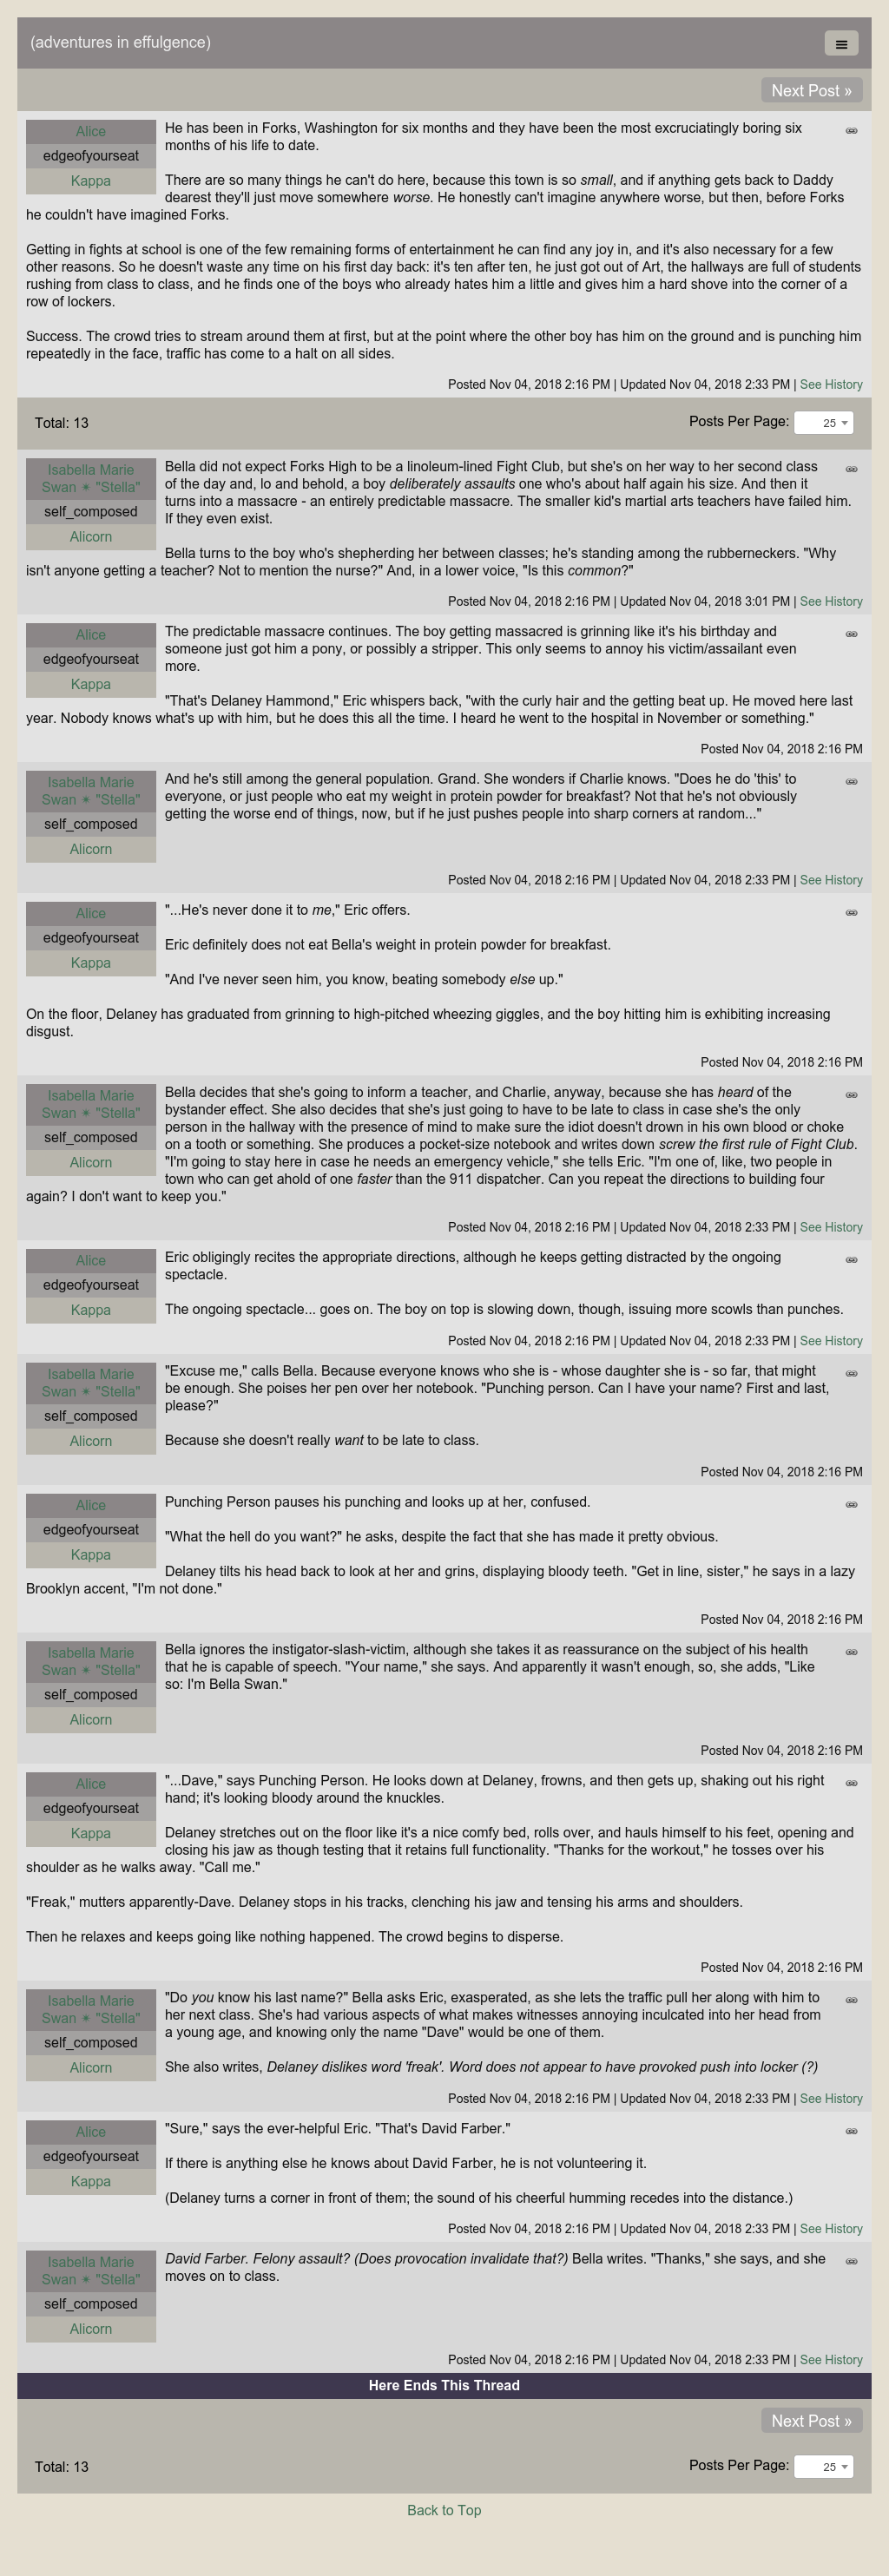 (adventures in effulgence)
Next Post »
Alice
edgeofyourseat
Kappa
He has been in Forks, Washington for six months and they have been the most excruciatingly boring six
months of his life to date.
There are so many things he can't do here, because this town is so small, and if anything gets back to Daddy
dearest they'll just move somewhere worse. He honestly can't imagine anywhere worse, but then, before Forks
he couldn't have imagined Forks.
Getting in fights at school is one of the few remaining forms of entertainment he can find any joy in, and it's also necessary for a few
other reasons. So he doesn't waste any time on his first day back: it's ten after ten, he just got out of Art, the hallways are full of students
rushing from class to class, and he finds one of the boys who already hates him a little and gives him a hard shove into the corner of a
row of lockers.
Success. The crowd tries to stream around them at first, but at the point where the other boy has him on the ground and is punching him
repeatedly in the face, traffic has come to a halt on all sides.
Posted Nov 04, 2018 2:16 PM | Updated Nov 04, 2018 2:33 PM | See History
Total: 13
Posts Per Page: 25
Isabella Marie
Swan ✴ "Stella"
self_composed
Alicorn
Bella did not expect Forks High to be a linoleum-lined Fight Club, but she's on her way to her second class
of the day and, lo and behold, a boy deliberately assaults one who's about half again his size. And then it
turns into a massacre - an entirely predictable massacre. The smaller kid's martial arts teachers have failed him.
If they even exist.
Bella turns to the boy who's shepherding her between classes; he's standing among the rubberneckers. "Why
isn't anyone getting a teacher? Not to mention the nurse?" And, in a lower voice, "Is this common?"
Posted Nov 04, 2018 2:16 PM | Updated Nov 04, 2018 3:01 PM | See History
Alice
edgeofyourseat
Kappa
The predictable massacre continues. The boy getting massacred is grinning like it's his birthday and
someone just got him a pony, or possibly a stripper. This only seems to annoy his victim/assailant even
more.
"That's Delaney Hammond," Eric whispers back, "with the curly hair and the getting beat up. He moved here last
year. Nobody knows what's up with him, but he does this all the time. I heard he went to the hospital in November or something."
Posted Nov 04, 2018 2:16 PM
Isabella Marie
Swan ✴ "Stella"
self_composed
Alicorn
And he's still among the general population. Grand. She wonders if Charlie knows. "Does he do 'this' to
everyone, or just people who eat my weight in protein powder for breakfast? Not that he's not obviously
getting the worse end of things, now, but if he just pushes people into sharp corners at random..."
Posted Nov 04, 2018 2:16 PM | Updated Nov 04, 2018 2:33 PM | See History
Alice
edgeofyourseat
Kappa
"...He's never done it to me," Eric offers.
Eric definitely does not eat Bella's weight in protein powder for breakfast.
"And I've never seen him, you know, beating somebody else up."
On the floor, Delaney has graduated from grinning to high-pitched wheezing giggles, and the boy hitting him is exhibiting increasing
disgust.
Posted Nov 04, 2018 2:16 PM
Isabella Marie
Swan ✴ "Stella"
self_composed
Alicorn
Bella decides that she's going to inform a teacher, and Charlie, anyway, because she has heard of the
bystander effect. She also decides that she's just going to have to be late to class in case she's the only
person in the hallway with the presence of mind to make sure the idiot doesn't drown in his own blood or choke
on a tooth or something. She produces a pocket-size notebook and writes down screw the first rule of Fight Club.
"I'm going to stay here in case he needs an emergency vehicle," she tells Eric. "I'm one of, like, two people in
town who can get ahold of one faster than the 911 dispatcher. Can you repeat the directions to building four
again? I don't want to keep you."
Posted Nov 04, 2018 2:16 PM | Updated Nov 04, 2018 2:33 PM | See History
Alice
edgeofyourseat
Kappa
Eric obligingly recites the appropriate directions, although he keeps getting distracted by the ongoing
spectacle.
The ongoing spectacle... goes on. The boy on top is slowing down, though, issuing more scowls than punches.
Posted Nov 04, 2018 2:16 PM | Updated Nov 04, 2018 2:33 PM | See History
Isabella Marie
Swan ✴ "Stella"
self_composed
Alicorn
"Excuse me," calls Bella. Because everyone knows who she is - whose daughter she is - so far, that might
be enough. She poises her pen over her notebook. "Punching person. Can I have your name? First and last,
please?"
Because she doesn't really want to be late to class.
Posted Nov 04, 2018 2:16 PM
Alice
edgeofyourseat
Kappa
Punching Person pauses his punching and looks up at her, confused.
"What the hell do you want?" he asks, despite the fact that she has made it pretty obvious.
Delaney tilts his head back to look at her and grins, displaying bloody teeth. "Get in line, sister," he says in a lazy
Brooklyn accent, "I'm not done."
Posted Nov 04, 2018 2:16 PM
Isabella Marie
Swan ✴ "Stella"
self_composed
Alicorn
Bella ignores the instigator-slash-victim, although she takes it as reassurance on the subject of his health
that he is capable of speech. "Your name," she says. And apparently it wasn't enough, so, she adds, "Like
so: I'm Bella Swan."
Posted Nov 04, 2018 2:16 PM
Alice
edgeofyourseat
Kappa
"...Dave," says Punching Person. He looks down at Delaney, frowns, and then gets up, shaking out his right
hand; it's looking bloody around the knuckles.
Delaney stretches out on the floor like it's a nice comfy bed, rolls over, and hauls himself to his feet, opening and
closing his jaw as though testing that it retains full functionality. "Thanks for the workout," he tosses over his
shoulder as he walks away. "Call me."
"Freak," mutters apparently-Dave. Delaney stops in his tracks, clenching his jaw and tensing his arms and shoulders.
Then he relaxes and keeps going like nothing happened. The crowd begins to disperse.
Posted Nov 04, 2018 2:16 PM
Isabella Marie
Swan ✴ "Stella"
self_composed
Alicorn
"Do you know his last name?" Bella asks Eric, exasperated, as she lets the traffic pull her along with him to
her next class. She's had various aspects of what makes witnesses annoying inculcated into her head from
a young age, and knowing only the name "Dave" would be one of them.
She also writes, Delaney dislikes word 'freak'. Word does not appear to have provoked push into locker (?)
Posted Nov 04, 2018 2:16 PM | Updated Nov 04, 2018 2:33 PM | See History
Alice
edgeofyourseat
Kappa
"Sure," says the ever-helpful Eric. "That's David Farber."
If there is anything else he knows about David Farber, he is not volunteering it.
(Delaney turns a corner in front of them; the sound of his cheerful humming recedes into the distance.)
Posted Nov 04, 2018 2:16 PM | Updated Nov 04, 2018 2:33 PM | See History
Isabella Marie
Swan ✴ "Stella"
self_composed
Alicorn
David Farber. Felony assault? (Does provocation invalidate that?) Bella writes. "Thanks," she says, and she
moves on to class.
Posted Nov 04, 2018 2:16 PM | Updated Nov 04, 2018 2:33 PM | See History
Here Ends This Thread
Next Post »
Total: 13
Posts Per Page: 25
Back to Top